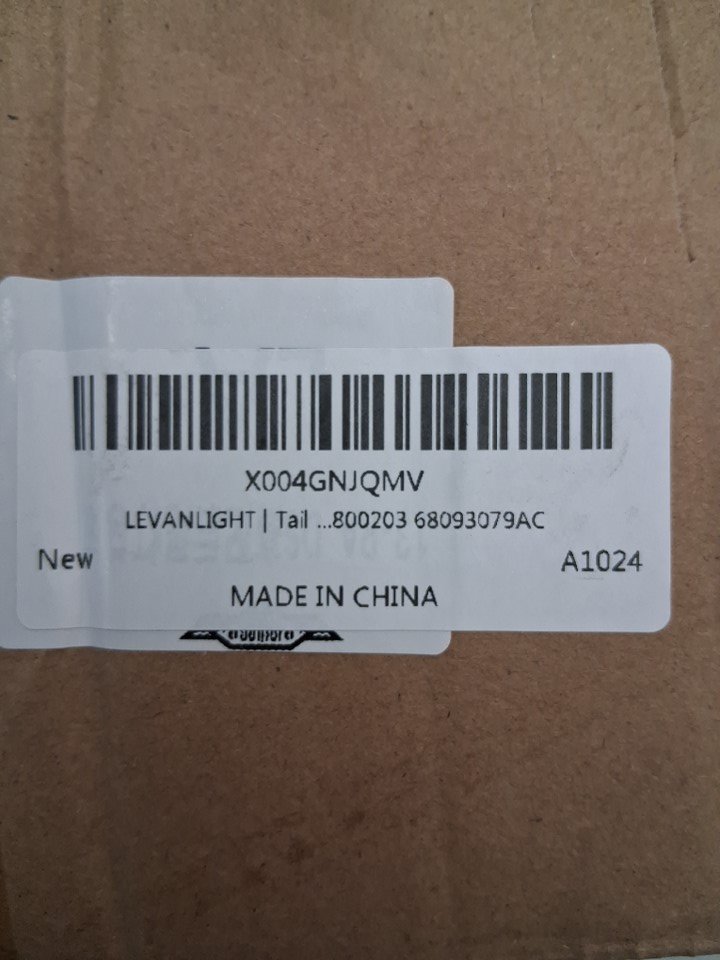 X004GNJQMV
LEVANLIGHT | Tail ...800203 68093079AC
New A1024
MADE IN CHINA